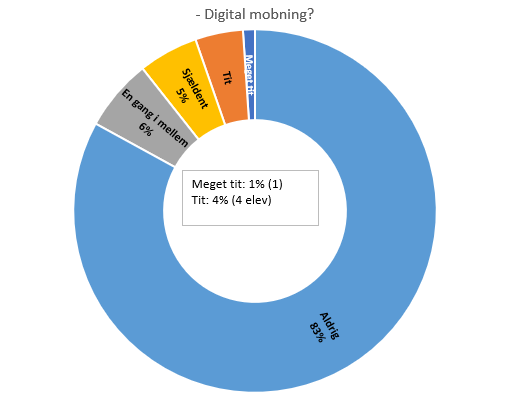 - Digital mobning?
Meget tit
Tit
Sjældent
5%
En gang i mellem
6%
Meget tit: 1% (1)
Tit: 4% (4 elev)
Aldrig
83%